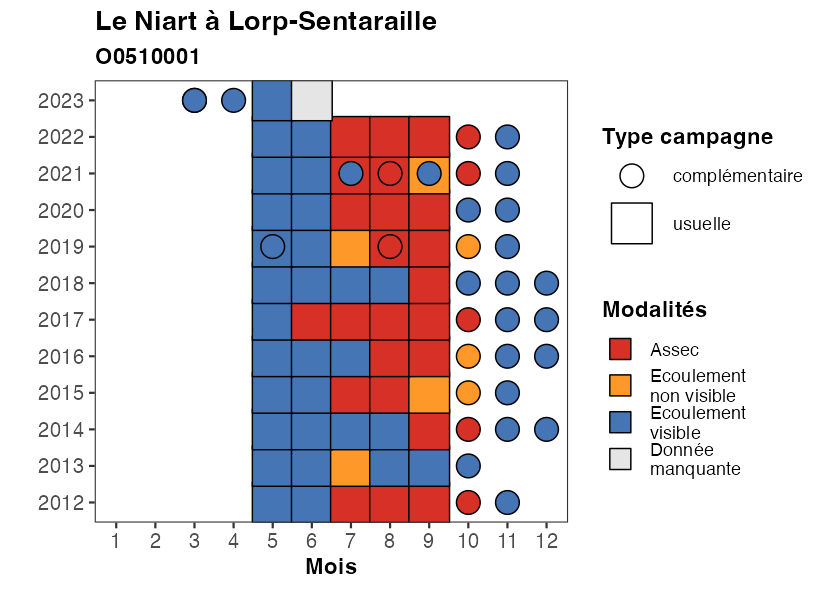 Le Niart à Lorp-Sentaraille
O0510001
2023
2022
2021
2020
2019
2018
2017
2016
2015
2014
2013
2012
1 2 3 4 5 6 7 8 9 10 11 12
Mois
Type campagne
complémentaire
usuelle
Modalités
Assec
Ecoulement
non visible
Ecoulement
visible
Donnée
manquante